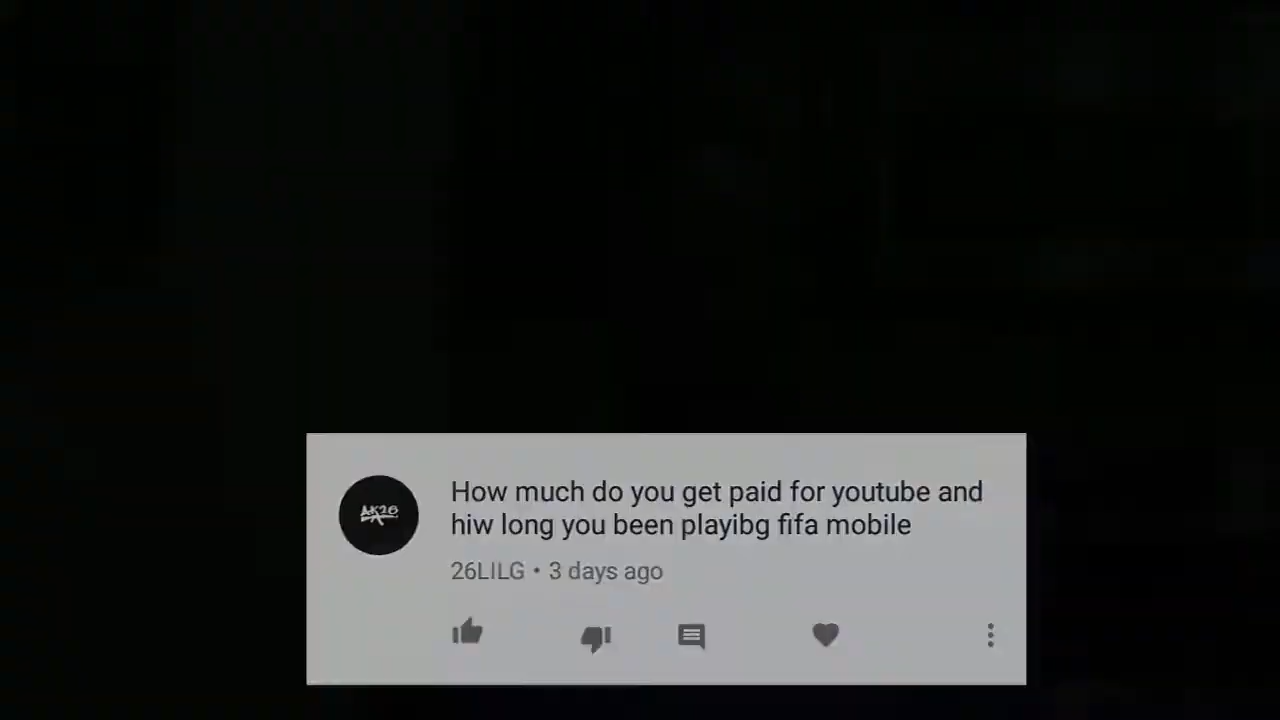 How much do you get paid for youtube and
hiw long you been playibg fifa mobile
AK26
26LILG • 3 days ago